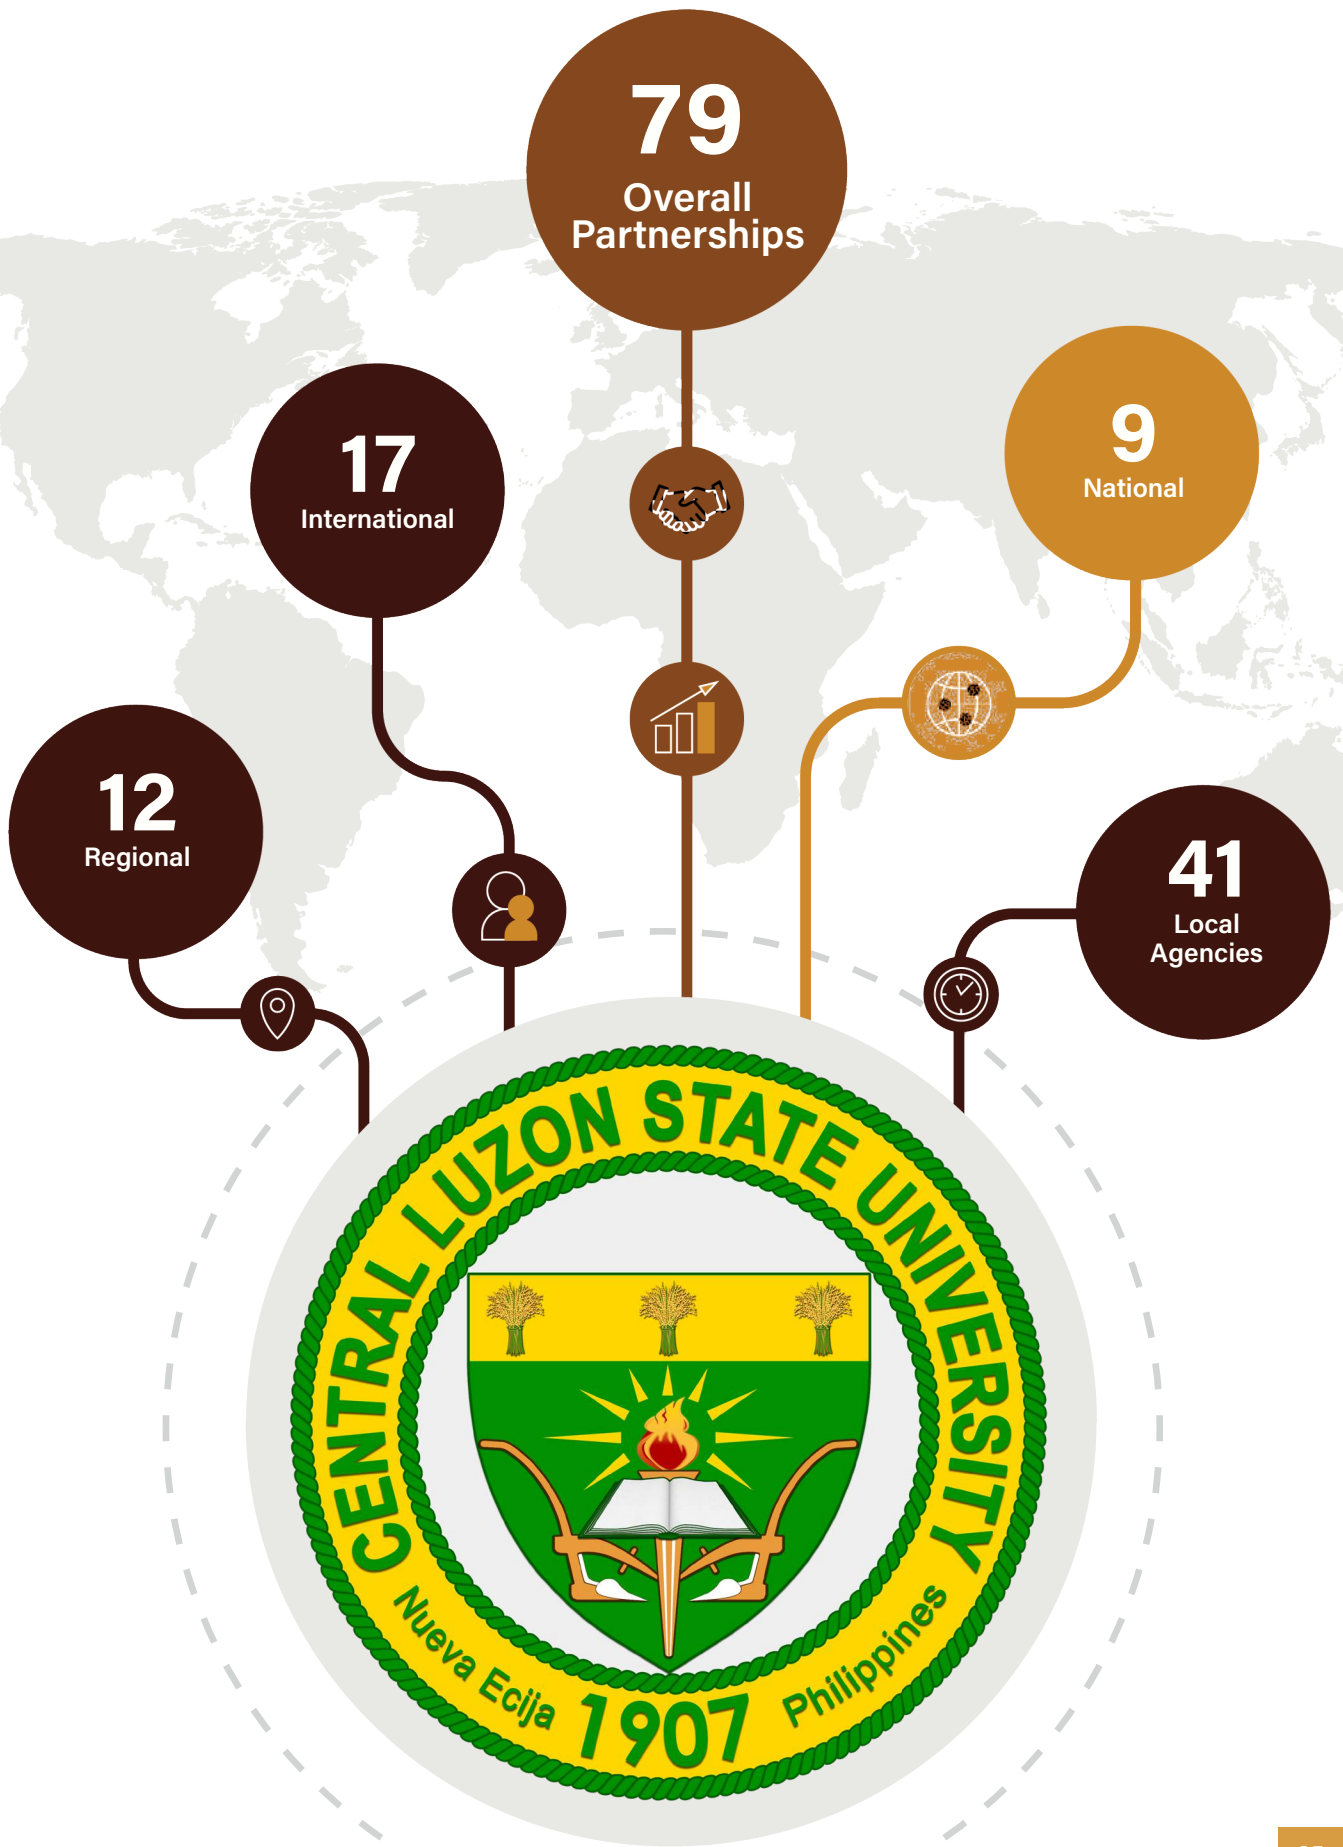 79
Overall
Partnerships
17
International
9
National
12
Regional
41
Local
Agencies
CENTRAL LUZON STATE UNIVERSITY
Nueva Ecija 1907 Philippines